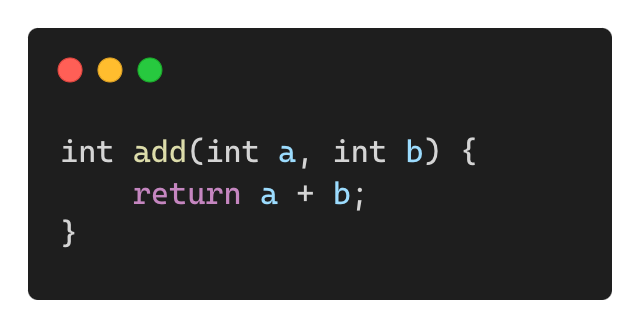 int add(int a, int b) {
    return a + b;
}